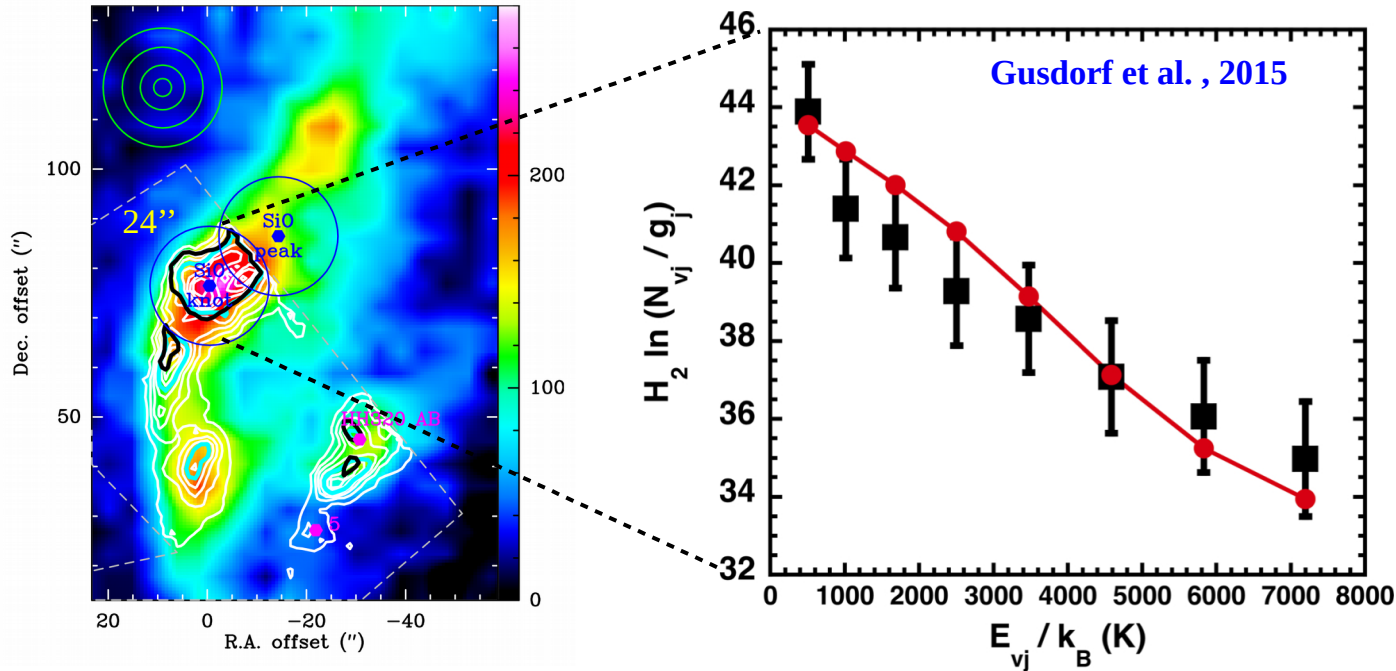 24’’
SiO
peak
SiO
knot
HH320 AB
5
100
50
Dec. offset (″)
20
0
−20
−40
R.A. offset (″)
200
100
0
Gusdorf et al. , 2015
46
44
42
40
38
36
34
32
H2 ln (Nvj / gj)
0 1000 2000 3000 4000 5000 6000 7000 8000
Evj / kB (K)